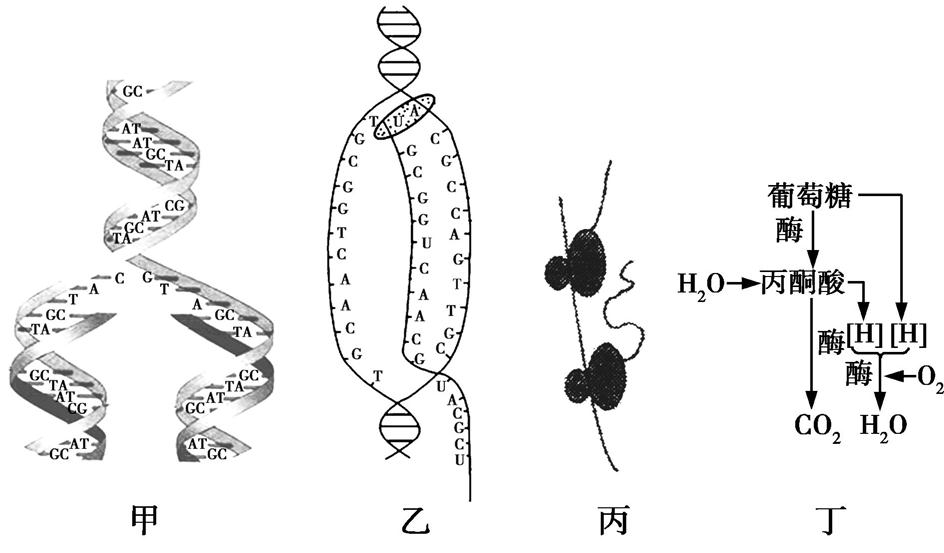 GC
AT
AT
GC
TA
CG
AT
GC
TA
T A C G T A
GC
TA
GC
TA
GC
TA
AT
CG
AT
GC
GC
TA
AT
GC
AT
GC
甲
T U A
T G C G G T C A A C G T
G C G G U C A A C G
C G C C A G T T G C
U A C G C U
乙
丙
葡萄糖
酶
H₂O 丙酮酸
酶 [H] [H]
酶 O₂
CO₂ H₂O
丁